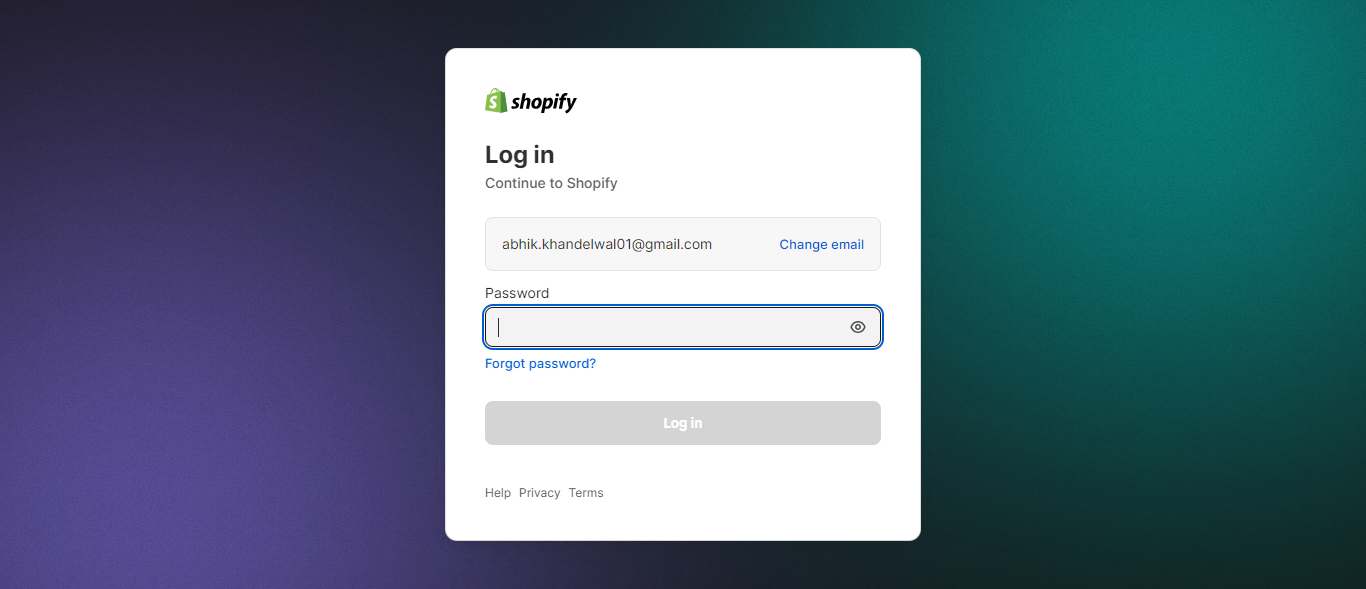 shopify
Log in
Continue to Shopify
abhik.khandelwal01@gmail.com Change email
Password
Forgot password?
Log in
Help Privacy Terms